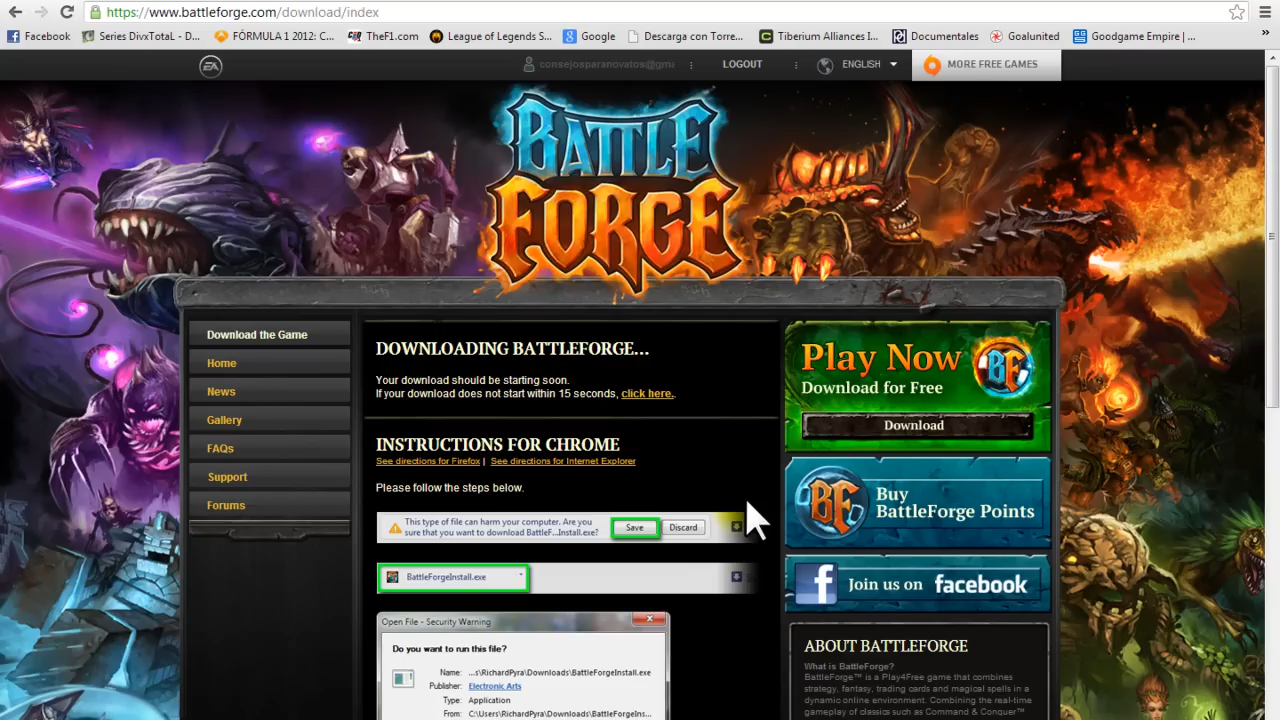 https://www.battleforge.com/download/index
Facebook
Series DivxTotaL - D...
FÓRMULA 1 2012: C...
TheF1.com
League of Legends S...
Google
Descarga con Torre...
Tiberium Alliances I...
Documentales
Goalunited
Goodgame Empire | ...
»
EA
consejosparanovatos@gma
LOGOUT
ENGLISH
MORE FREE GAMES
BATTLE
FORGE
Download the Game
Home
News
Gallery
FAQs
Support
Forums
DOWNLOADING BATTLEFORGE...
Your download should be starting soon.
If your download does not start within 15 seconds, click here..
INSTRUCTIONS FOR CHROME
See directions for Firefox | See directions for Internet Explorer
Please follow the steps below.
This type of file can harm your computer. Are you
sure that you want to download BattleF...Install.exe?
Save
Discard
BattleForgeInstall.exe
Open File - Security Warning
Do you want to run this file?
Name: ...s\RichardPyra\Downloads\BattleForgeInstall.exe
Publisher: Electronic Arts
Type: Application
From: C:\Users\RichardPyra\Downloads\BattleForgeIns...
Play Now
Download for Free
BF
Download
BF
Buy
BattleForge Points
Join us on facebook
ABOUT BATTLEFORGE
What is BattleForge?
BattleForge™ is a Play4Free game that combines
strategy, fantasy, trading cards and magical spells in a
dynamic online environment. Combining the real-time
gameplay of classics such as Command & Conquer™